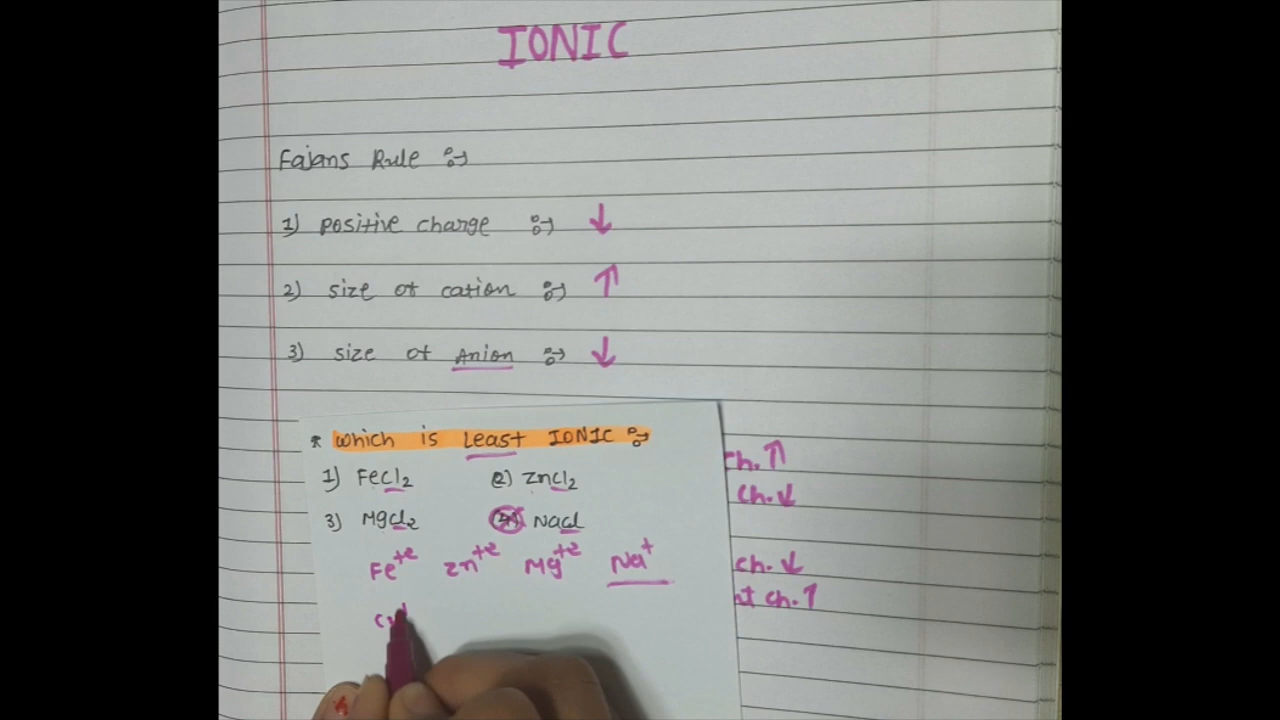 IONIC
Fajans Rule :→
1) positive charge :→ ↓
2) size of cation :→ ↑
3) size of Anion :→ ↓
* which is Least IONIC :→
1) FeCl2 2) ZnCl2
3) MgCl2 4) NaCl
Fe+2 Zn+2 Mg+2 Na+
ch. ↑
ch. ↓
ch. ↓
ch. ↑